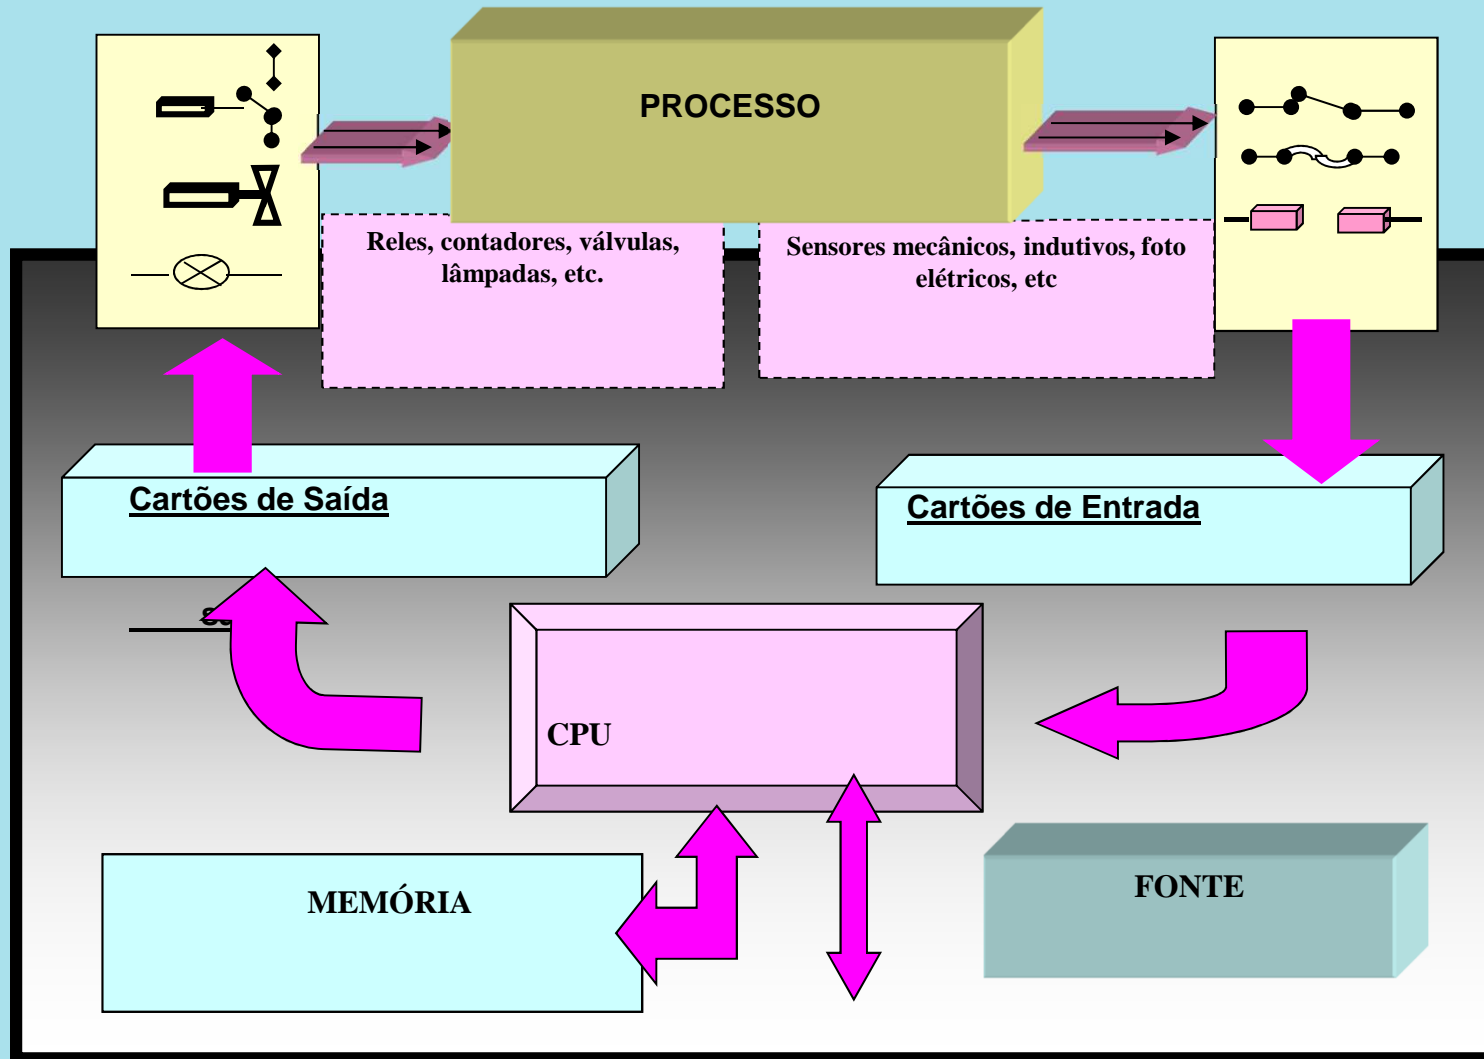 PROCESSO
Reles, contadores, válvulas,
lâmpadas, etc.
Sensores mecânicos, indutivos, foto
elétricos, etc
Cartões de Saída
Cartões de Entrada
CPU
MEMÓRIA
FONTE